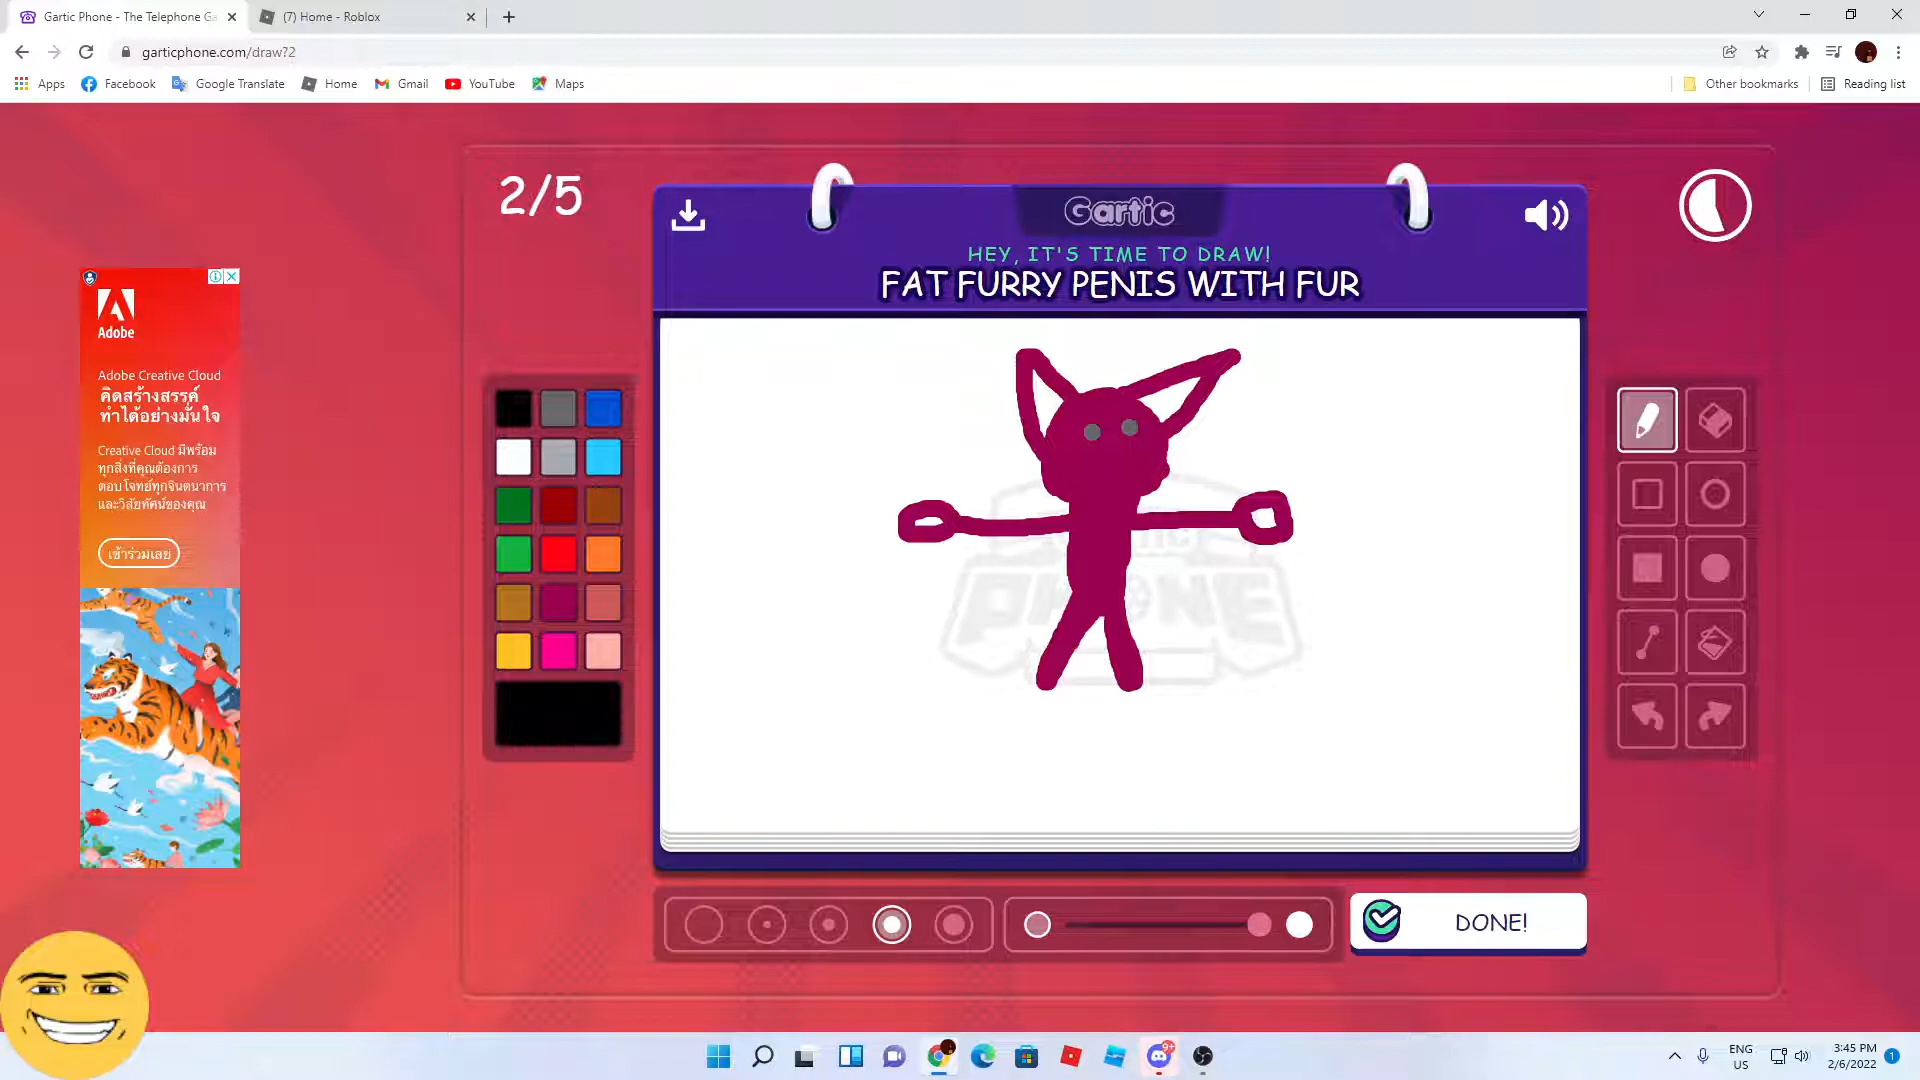 Gartic Phone - The Telephone Ga
(7) Home - Roblox
garticphone.com/draw?2
Apps
Facebook
Google Translate
Home
Gmail
YouTube
Maps
Other bookmarks
Reading list
2/5
Gartic
HEY, IT'S TIME TO DRAW!
FAT FURRY PENIS WITH FUR
Adobe
Adobe Creative Cloud
คิดสร้างสรรค์
ทำได้อย่างมั่นใจ
Creative Cloud มีพร้อม
ทุกสิ่งที่คุณต้องการ
ตอบโจทย์ทุกจินตนาการ
และวิสัยทัศน์ของคุณ
เข้าร่วมเลย
PHONE
DONE!
9+
ENG
US
3:45 PM
2/6/2022
1